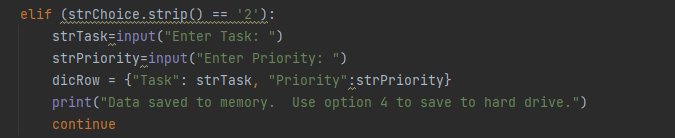 elif (strChoice.strip() == '2'):
    strTask=input("Enter Task: ")
    strPriority=input("Enter Priority: ")
    dicRow = {"Task": strTask, "Priority":strPriority}
    print("Data saved to memory.  Use option 4 to save to hard drive.")
    continue